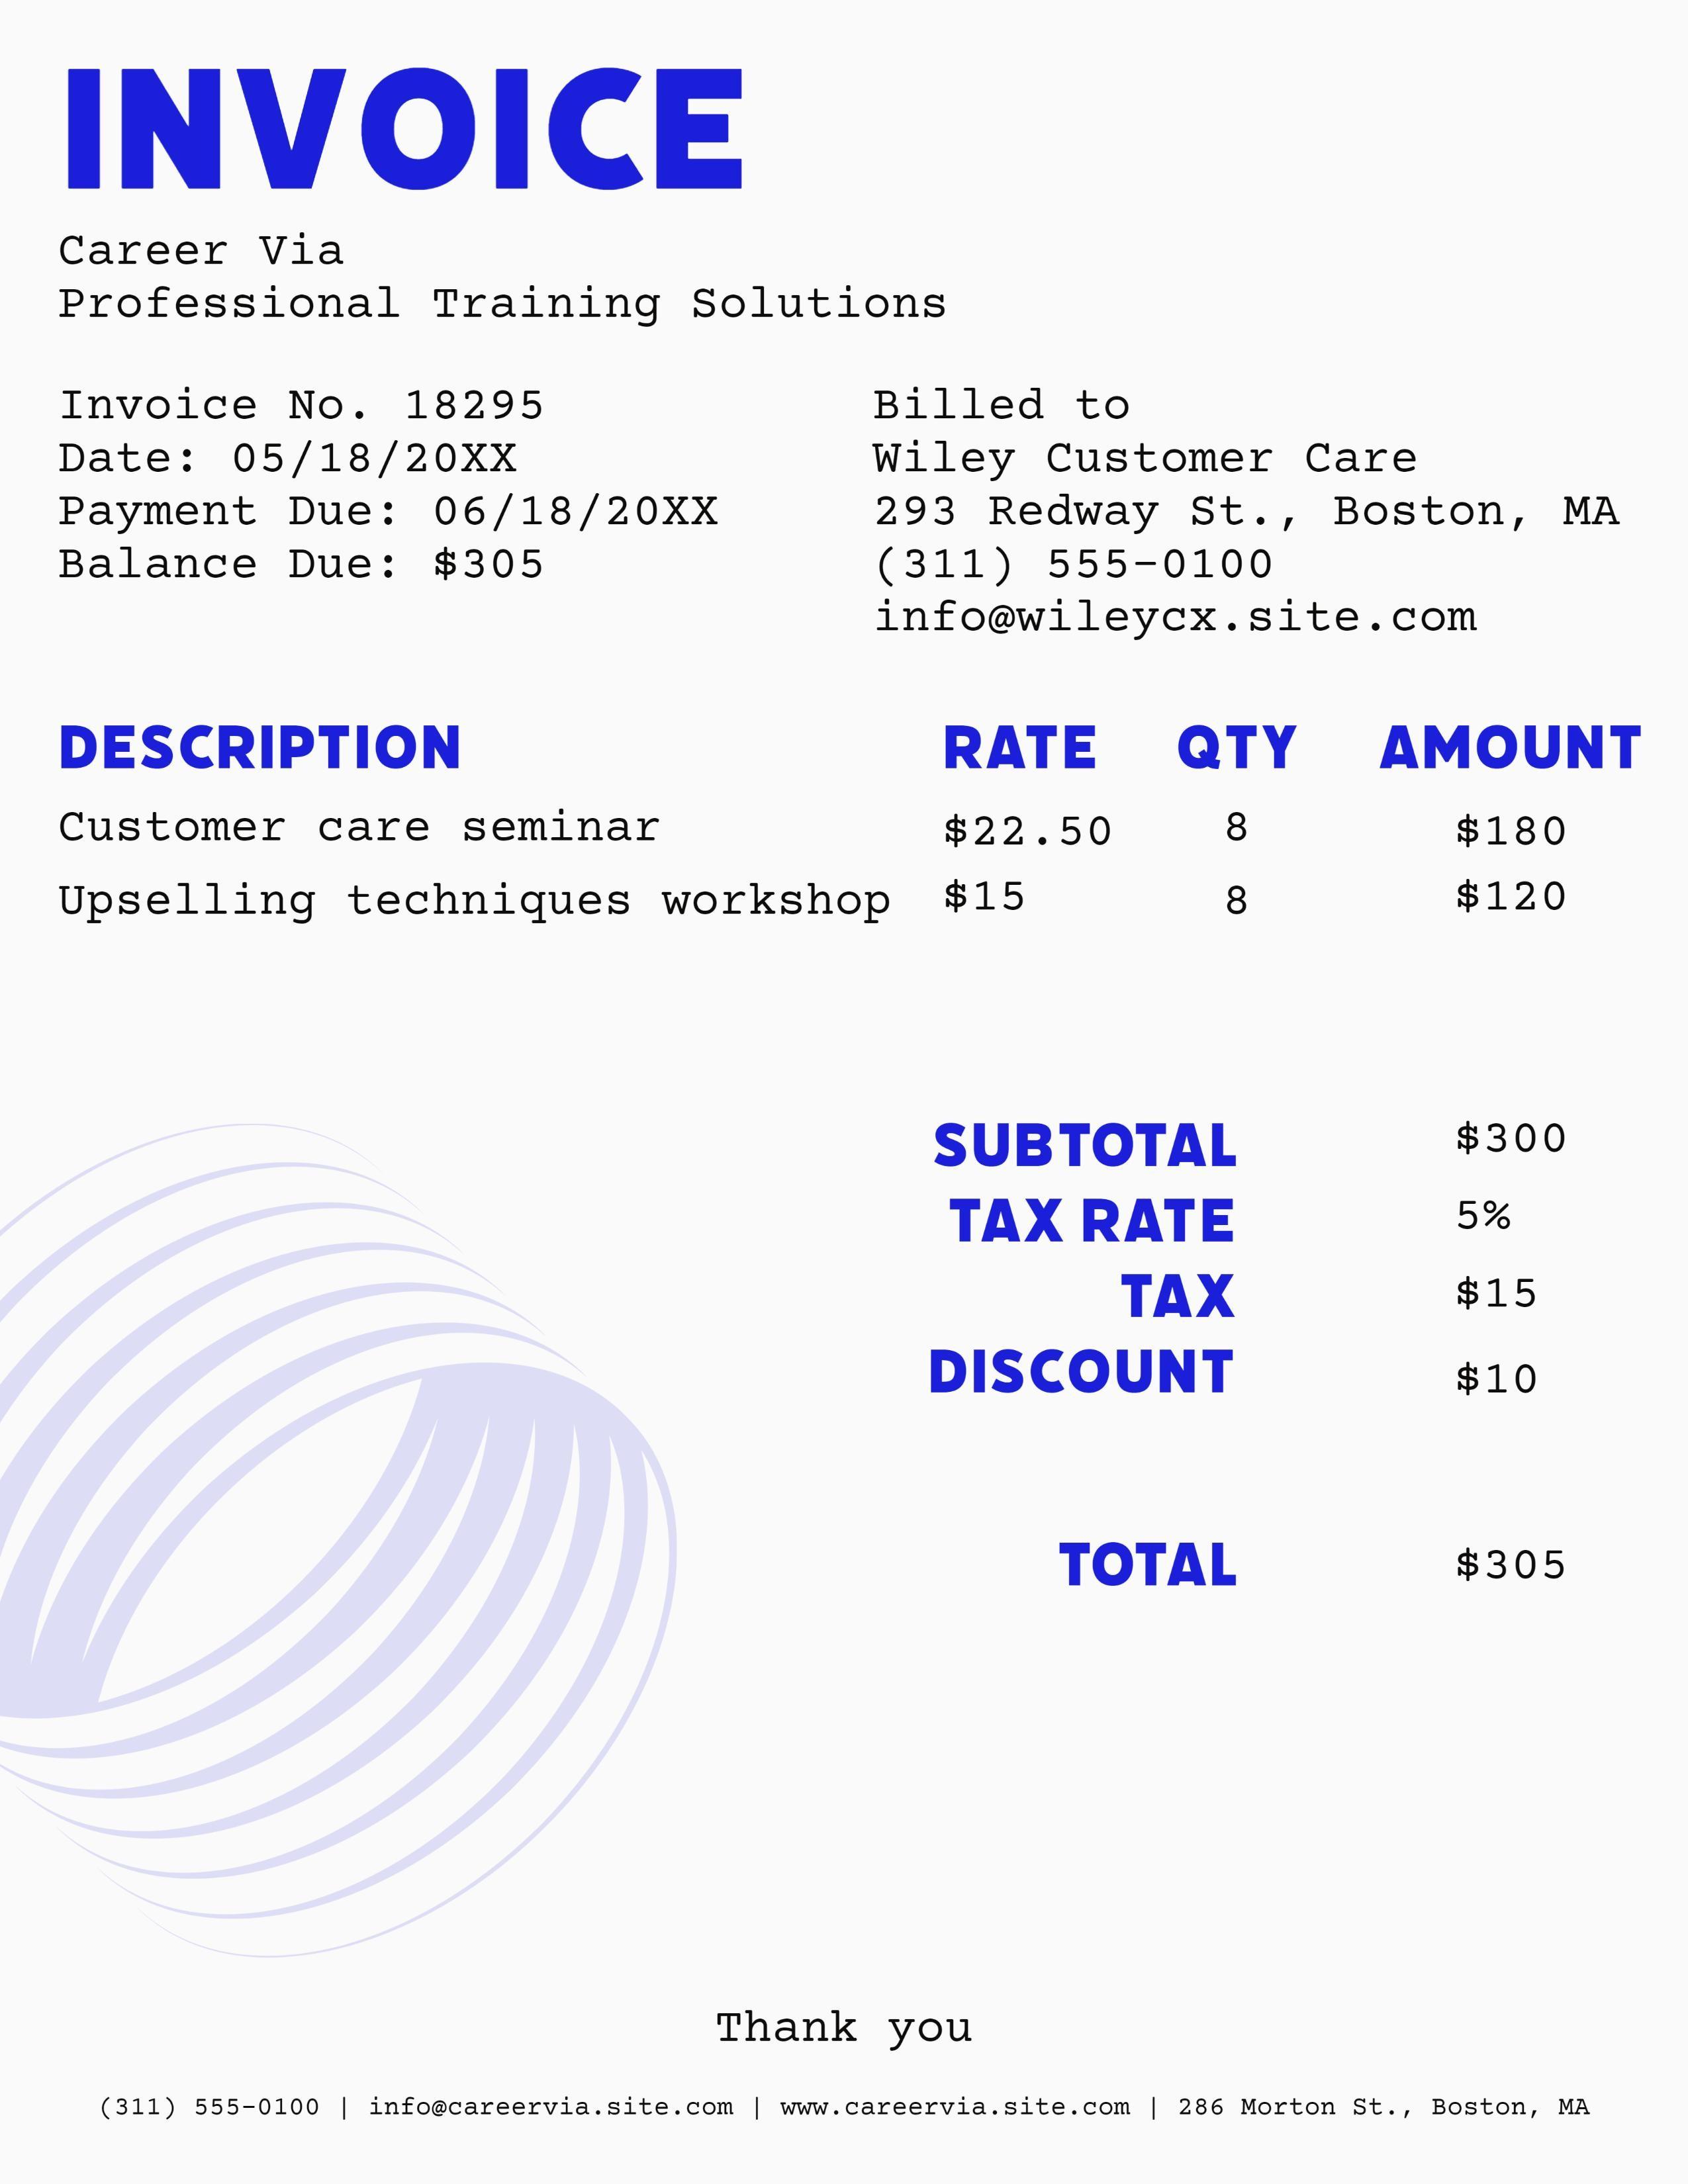 INVOICE
Career Via
Professional Training Solutions
Invoice No. 18295
Date: 05/18/20XX
Payment Due: 06/18/20XX
Balance Due: $305
Billed to
Wiley Customer Care
293 Redway St., Boston, MA
(311) 555-0100
info@wileycx.site.com
DESCRIPTION RATE QTY AMOUNT
Customer care seminar $22.50 8 $180
Upselling techniques workshop $15 8 $120
SUBTOTAL $300
TAX RATE 5%
TAX $15
DISCOUNT $10
TOTAL $305
Thank you
(311) 555-0100 | info@careervia.site.com | www.careervia.site.com | 286 Morton St., Boston, MA